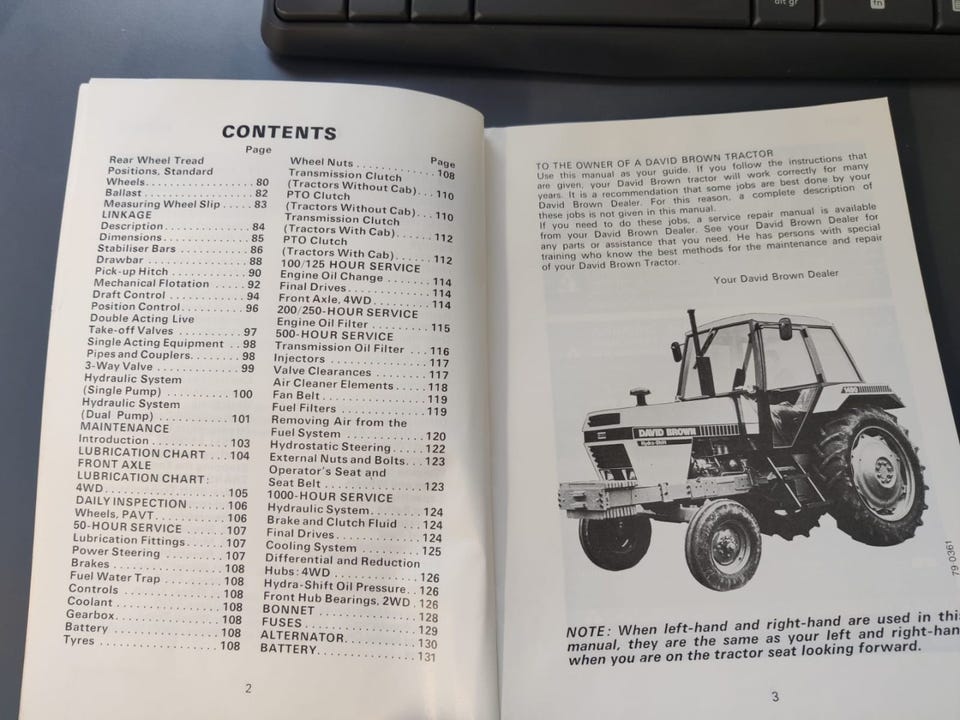 alt gr
fn
CONTENTS
Page
Rear Wheel Tread
Positions, Standard
Wheels. . . . . . . . . . . . . . . . . . . 80
Ballast . . . . . . . . . . . . . . . . . . . 82
Measuring Wheel Slip . . . . . 83
LINKAGE
Description . . . . . . . . . . . . . . . 84
Dimensions. . . . . . . . . . . . . . . 85
Stabiliser Bars . . . . . . . . . . . . 86
Drawbar . . . . . . . . . . . . . . . . . 88
Pick-up Hitch . . . . . . . . . . . . . 90
Mechanical Flotation . . . . . . 92
Draft Control . . . . . . . . . . . . . 94
Position Control. . . . . . . . . . . 96
Double Acting Live
Take-off Valves . . . . . . . . . . . 97
Single Acting Equipment . . 98
Pipes and Couplers. . . . . . . . 98
3-Way Valve . . . . . . . . . . . . . . 99
Hydraulic System
(Single Pump) . . . . . . . . . . . 100
Hydraulic System
(Dual Pump) . . . . . . . . . . . . 101
MAINTENANCE
Introduction . . . . . . . . . . . . . 103
LUBRICATION CHART . . . 104
FRONT AXLE
LUBRICATION CHART:
4WD. . . . . . . . . . . . . . . . . . . . 105
DAILY INSPECTION. . . . . . 106
Wheels, PAVT. . . . . . . . . . . . 106
50-HOUR SERVICE . . . . . . 107
Lubrication Fittings. . . . . . . 107
Power Steering . . . . . . . . . . 107
Brakes . . . . . . . . . . . . . . . . . . 108
Fuel Water Trap . . . . . . . . . 108
Controls . . . . . . . . . . . . . . . . 108
Coolant . . . . . . . . . . . . . . . . . 108
Gearbox. . . . . . . . . . . . . . . . . 108
Battery . . . . . . . . . . . . . . . . . 108
Tyres . . . . . . . . . . . . . . . . . . . 108
Page
Wheel Nuts . . . . . . . . . . . . . 108
Transmission Clutch
(Tractors Without Cab). . . 110
PTO Clutch
(Tractors Without Cab). . . 110
Transmission Clutch
(Tractors With Cab). . . . . . 112
PTO Clutch
(Tractors With Cab). . . . . . 112
100/125 HOUR SERVICE
Engine Oil Change . . . . . . . 114
Final Drives. . . . . . . . . . . . . . 114
Front Axle, 4WD. . . . . . . . . . 114
200/250-HOUR SERVICE
Engine Oil Filter . . . . . . . . . 115
500-HOUR SERVICE
Transmission Oil Filter . . . 116
Injectors . . . . . . . . . . . . . . . 117
Valve Clearances . . . . . . . . 117
Air Cleaner Elements. . . . . 118
Fan Belt . . . . . . . . . . . . . . . . 119
Fuel Filters . . . . . . . . . . . . . 119
Removing Air from the
Fuel System . . . . . . . . . . . . 120
Hydrostatic Steering. . . . . . 122
External Nuts and Bolts. . . 123
Operator's Seat and
Seat Belt . . . . . . . . . . . . . . . 123
1000-HOUR SERVICE
Hydraulic System. . . . . . . . 124
Brake and Clutch Fluid . . . 124
Final Drives. . . . . . . . . . . . . 124
Cooling System . . . . . . . . . 125
Differential and Reduction
Hubs: 4WD . . . . . . . . . . . . . 126
Hydra-Shift Oil Pressure. . 126
Front Hub Bearings, 2WD . 126
BONNET . . . . . . . . . . . . . . . 128
FUSES . . . . . . . . . . . . . . . . . 129
ALTERNATOR. . . . . . . . . . . 130
BATTERY. . . . . . . . . . . . . . . 131
2
TO THE OWNER OF A DAVID BROWN TRACTOR
Use this manual as your guide. If you follow the instructions that
are given, your David Brown tractor will work correctly for many
years. It is a recommendation that some jobs are best done by your
David Brown Dealer. For this reason, a complete description of
these jobs is not given in this manual.
If you need to do these jobs, a service repair manual is available
from your David Brown Dealer. See your David Brown Dealer for
any parts or assistance that you need. He has persons with special
training who know the best methods for the maintenance and repair
of your David Brown Tractor.
Your David Brown Dealer
1490
DAVID BROWN
Hydra-Shift
79 0361
NOTE: When left-hand and right-hand are used in this
manual, they are the same as your left and right-hand
when you are on the tractor seat looking forward.
3